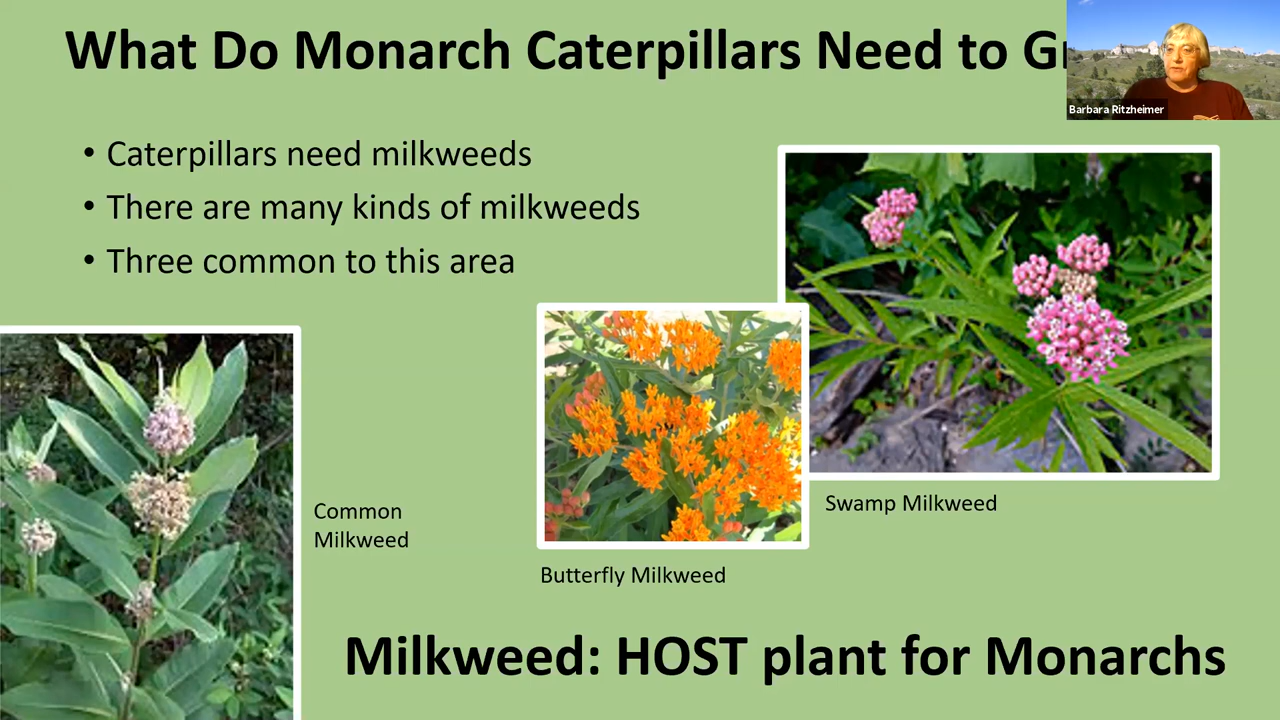 What Do Monarch Caterpillars Need to
Barbara Ritzheimer
• Caterpillars need milkweeds
• There are many kinds of milkweeds
• Three common to this area
Common
Milkweed
Butterfly Milkweed
Swamp Milkweed
Milkweed: HOST plant for Monarchs